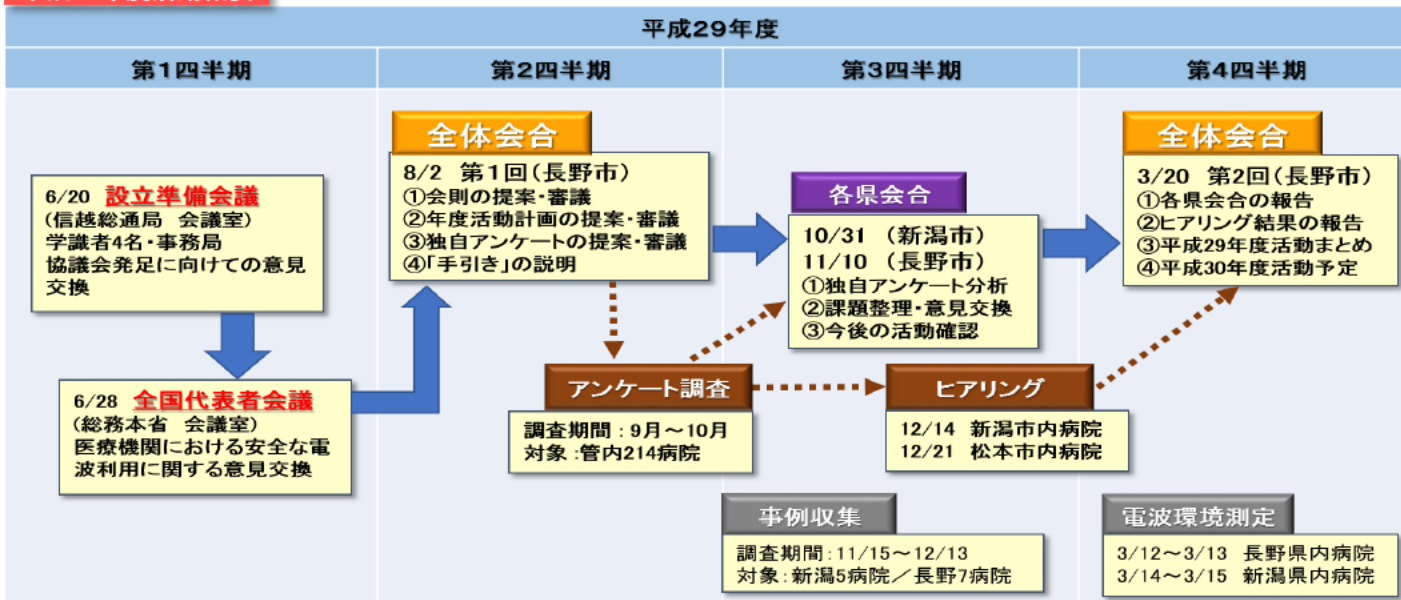 平成29年度
第1四半期
第2四半期
第3四半期
第4四半期
6/20 設立準備会議
(信越総通局 会議室)
学識者4名・事務局
協議会発足に向けての意見
交換
6/28 全国代表者会議
(総務本省 会議室)
医療機関における安全な電
波利用に関する意見交換
全体会合
8/2 第1回(長野市)
①会則の提案・審議
②年度活動計画の提案・審議
③独自アンケートの提案・審議
④「手引き」の説明
アンケート調査
調査期間:9月~10月
対象:管内214病院
各県会合
10/31 (新潟市)
11/10 (長野市)
①独自アンケート分析
②課題整理・意見交換
③今後の活動確認
ヒアリング
12/14 新潟市内病院
12/21 松本市内病院
事例収集
調査期間:11/15~12/13
対象:新潟5病院/長野7病院
全体会合
3/20 第2回(長野市)
①各県会合の報告
②ヒアリング結果の報告
③平成29年度活動まとめ
④平成30年度活動予定
電波環境測定
3/12~3/13 長野県内病院
3/14~3/15 新潟県内病院